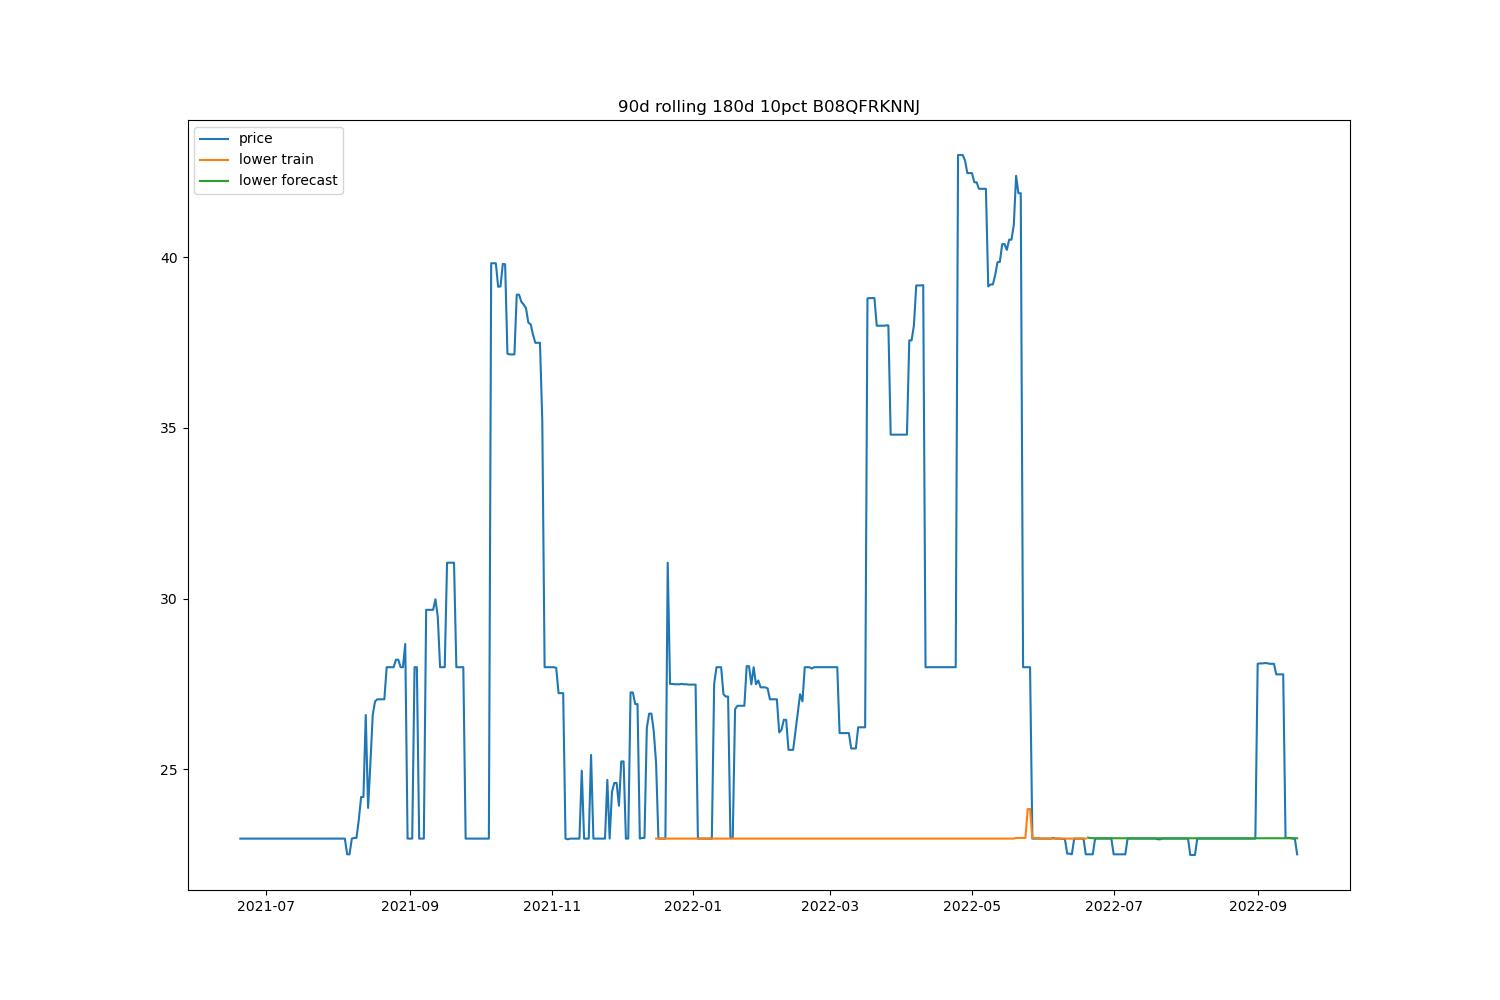 90d rolling 180d 10pct B08QFRKNNJ
price
lower train
lower forecast
40
35
30
25
2021-07 2021-09 2021-11 2022-01 2022-03 2022-05 2022-07 2022-09